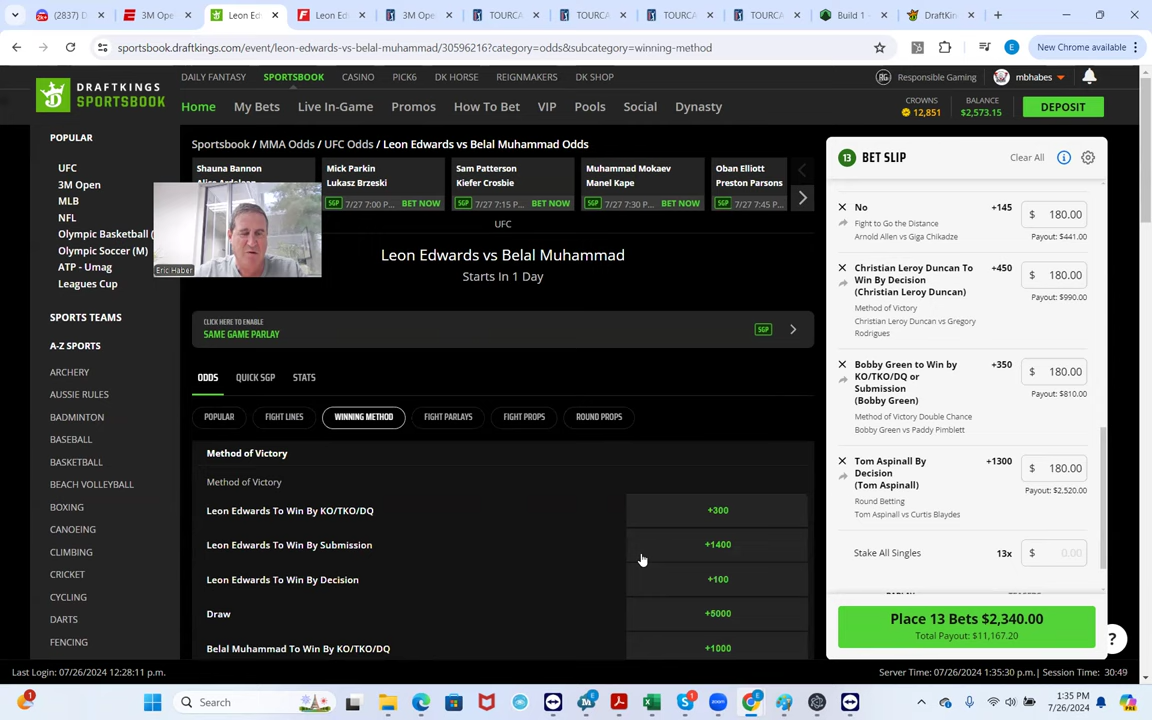 (2837) D
3M Open
Leon Ed
Leon Ed
3M Op
TOURCA
TOURCA
TOURCA
TOURCA
Build 1
DraftKin
sportsbook.draftkings.com/event/leon-edwards-vs-belal-muhammad/30596216?category=odds&subcategory=winning-method
E
New Chrome available
DRAFTKINGS
SPORTSBOOK
DAILY FANTASY
SPORTSBOOK
CASINO
PICK6
DK HORSE
REIGNMAKERS
DK SHOP
RG
Responsible Gaming
mbhabes
Home
My Bets
Live In-Game
Promos
How To Bet
VIP
Pools
Social
Dynasty
CROWNS
12,851
BALANCE
$2,573.15
DEPOSIT
POPULAR
UFC
3M Open
MLB
NFL
Olympic Basketball (
Olympic Soccer (M)
ATP - Umag
Leagues Cup
SPORTS TEAMS
A-Z SPORTS
ARCHERY
AUSSIE RULES
BADMINTON
BASEBALL
BASKETBALL
BEACH VOLLEYBALL
BOXING
CANOEING
CLIMBING
CRICKET
CYCLING
DARTS
FENCING
Sportsbook / MMA Odds / UFC Odds / Leon Edwards vs Belal Muhammad Odds
Shauna Bannon
Mick Parkin
Lukasz Brzeski
SGP 7/27 7:00 P... BET NOW
Sam Patterson
Kiefer Crosbie
SGP 7/27 7:15 P... BET NOW
Muhammad Mokaev
Manel Kape
SGP 7/27 7:30 P... BET NOW
Oban Elliott
Preston Parsons
SGP 7/27 7:45 P...
Eric Haber
UFC
Leon Edwards vs Belal Muhammad
Starts In 1 Day
CLICK HERE TO ENABLE
SAME GAME PARLAY
SGP
ODDS
QUICK SGP
STATS
POPULAR
FIGHT LINES
WINNING METHOD
FIGHT PARLAYS
FIGHT PROPS
ROUND PROPS
Method of Victory
Method of Victory
Leon Edwards To Win By KO/TKO/DQ +300
Leon Edwards To Win By Submission +1400
Leon Edwards To Win By Decision +100
Draw +5000
Belal Muhammad To Win By KO/TKO/DQ +1000
13 BET SLIP
Clear All
No +145 $ 180.00
Fight to Go the Distance
Arnold Allen vs Giga Chikadze
Payout: $441.00
Christian Leroy Duncan To
Win By Decision
(Christian Leroy Duncan)
+450 $ 180.00
Payout: $990.00
Method of Victory
Christian Leroy Duncan vs Gregory
Rodrigues
Bobby Green to Win by
KO/TKO/DQ or
Submission
(Bobby Green)
+350 $ 180.00
Payout: $810.00
Method of Victory Double Chance
Bobby Green vs Paddy Pimblett
Tom Aspinall By
Decision
(Tom Aspinall)
+1300 $ 180.00
Payout: $2,520.00
Round Betting
Tom Aspinall vs Curtis Blaydes
Stake All Singles 13x $ 0.00
Place 13 Bets $2,340.00
Total Payout: $11,167.20
?
Last Login: 07/26/2024 12:28:11 p.m.
Server Time: 07/26/2024 1:35:30 p.m. | Session Time: 30:49
1
Search
1:35 PM
7/26/2024